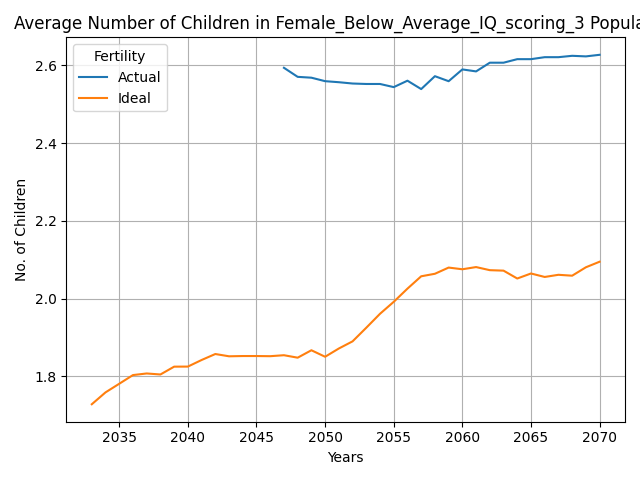 Average Number of Children in Female_Below_Average_IQ_scoring_3 Popula
Fertility
Actual
Ideal
2.6
2.4
2.2
2.0
1.8
No. of Children
2035 2040 2045 2050 2055 2060 2065 2070
Years